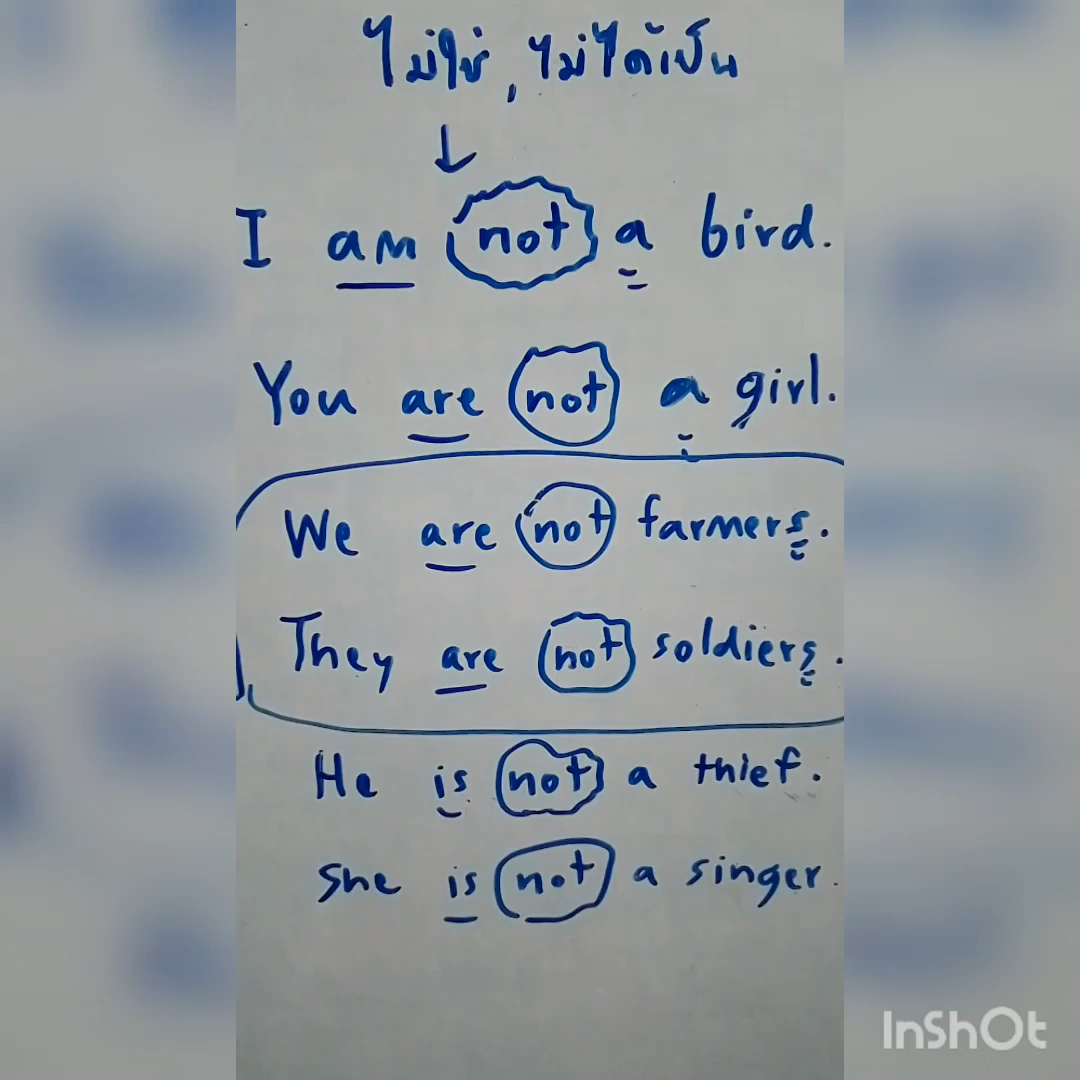 ไม่ใช่, ไม่ได้เป็น
↓
I am not a bird.
You are not a girl.
We are not farmers.
They are not soldiers.
He is not a thief.
She is not a singer.
InShOt